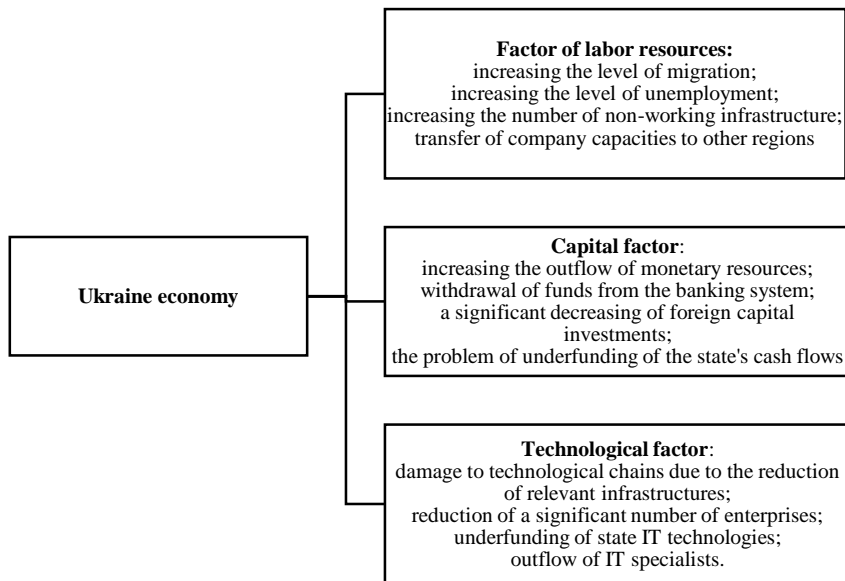 Factor of labor resources:
increasing the level of migration;
increasing the level of unemployment;
increasing the number of non-working infrastructure;
transfer of company capacities to other regions
Ukraine economy
Capital factor:
increasing the outflow of monetary resources;
withdrawal of funds from the banking system;
a significant decreasing of foreign capital
investments;
the problem of underfunding of the state's cash flows
Technological factor:
damage to technological chains due to the reduction
of relevant infrastructures;
reduction of a significant number of enterprises;
underfunding of state IT technologies;
outflow of IT specialists.